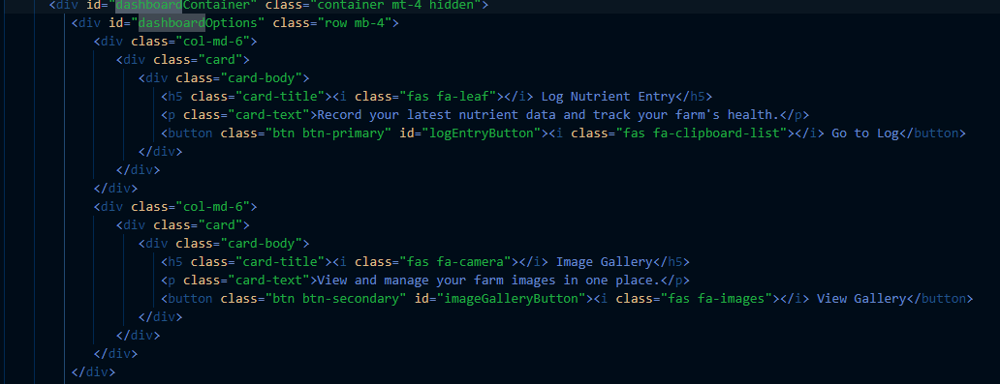 <div id="dashboardContainer" class="container mt-4 hidden">
<div id="dashboardOptions" class="row mb-4">
<div class="col-md-6">
<div class="card">
<div class="card-body">
<h5 class="card-title"><i class="fas fa-leaf"></i> Log Nutrient Entry</h5>
<p class="card-text">Record your latest nutrient data and track your farm's health.</p>
<button class="btn btn-primary" id="logEntryButton"><i class="fas fa-clipboard-list"></i> Go to Log</button>
</div>
</div>
</div>
<div class="col-md-6">
<div class="card">
<div class="card-body">
<h5 class="card-title"><i class="fas fa-camera"></i> Image Gallery</h5>
<p class="card-text">View and manage your farm images in one place.</p>
<button class="btn btn-secondary" id="imageGalleryButton"><i class="fas fa-images"></i> View Gallery</button>
</div>
</div>
</div>
</div>